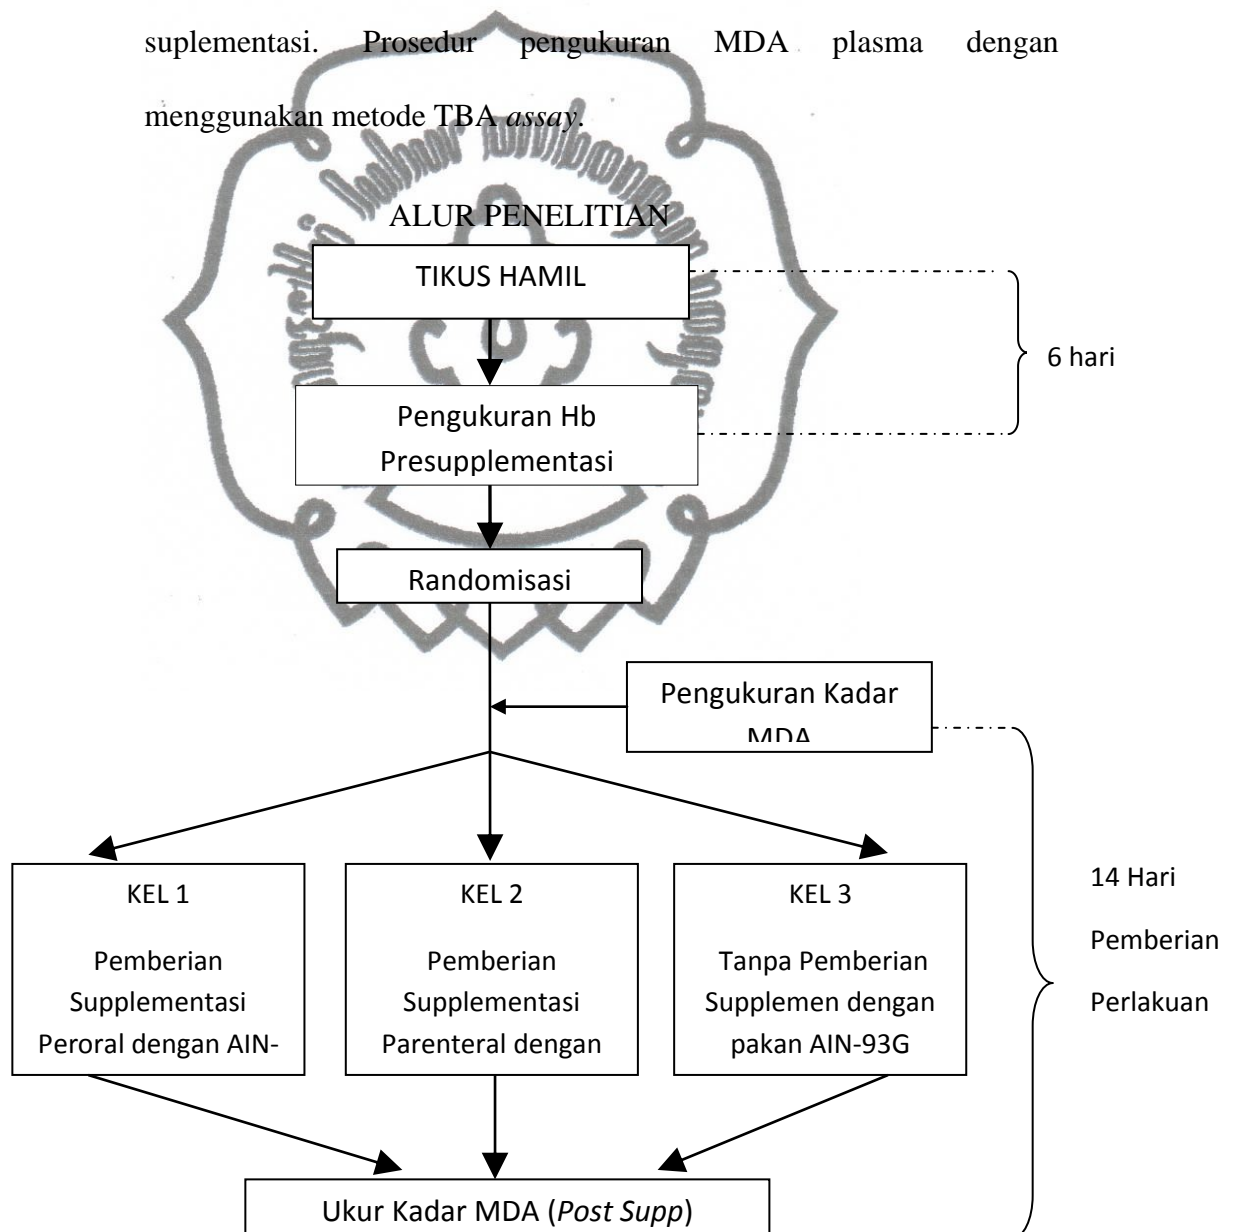 suplementasi. Prosedur pengukuran MDA plasma dengan
menggunakan metode TBA assay.
ALUR PENELITIAN
TIKUS HAMIL
6 hari
Pengukuran Hb
Presupplementasi
Randomisasi
Pengukuran Kadar
MDA
KEL 1
Pemberian
Supplementasi
Peroral dengan AIN-
KEL 2
Pemberian
Supplementasi
Parenteral dengan
KEL 3
Tanpa Pemberian
Supplemen dengan
pakan AIN-93G
14 Hari
Pemberian
Perlakuan
Ukur Kadar MDA (Post Supp)